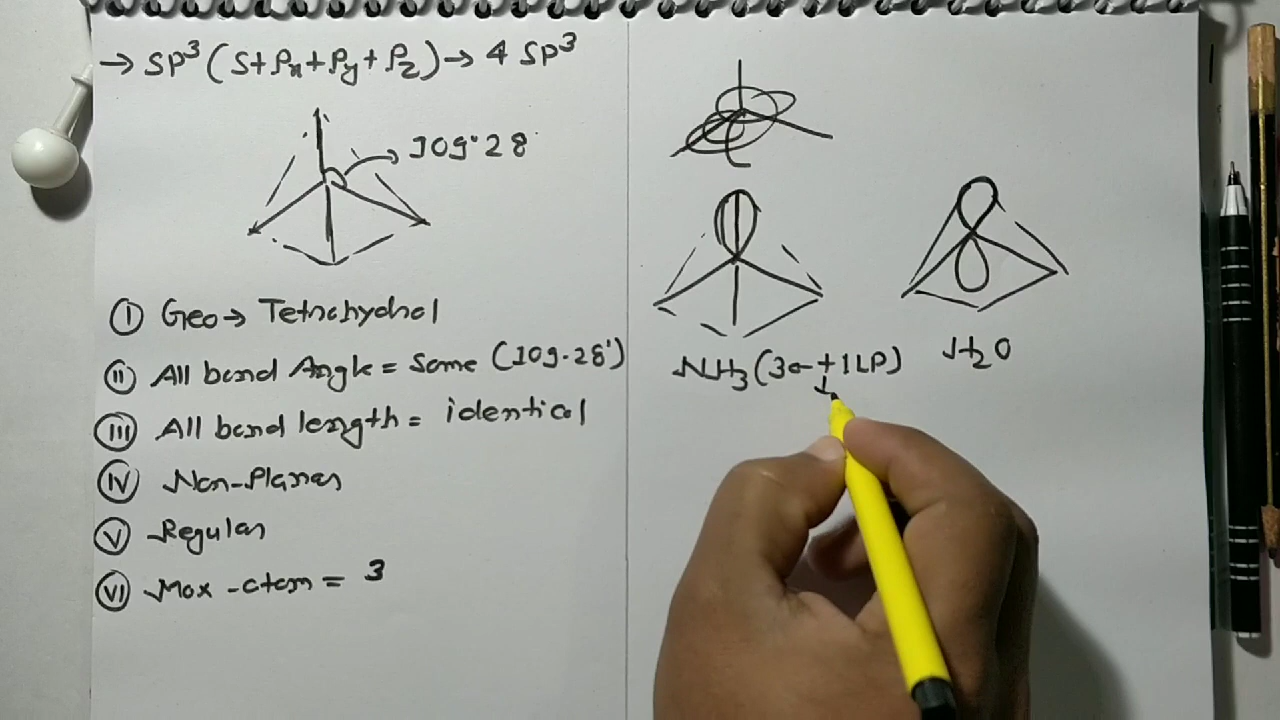 → SP³ (S+Px+Py+Pz) → 4 SP³
109°28
① Geo → Tetrahydral
② All bond Angle = Same (109.28')
③ All bond length = identical
④ Non-Planar
⑤ Regular
⑥ Max-atom = 3
NH₃ (3σ+1LP)
H₂O